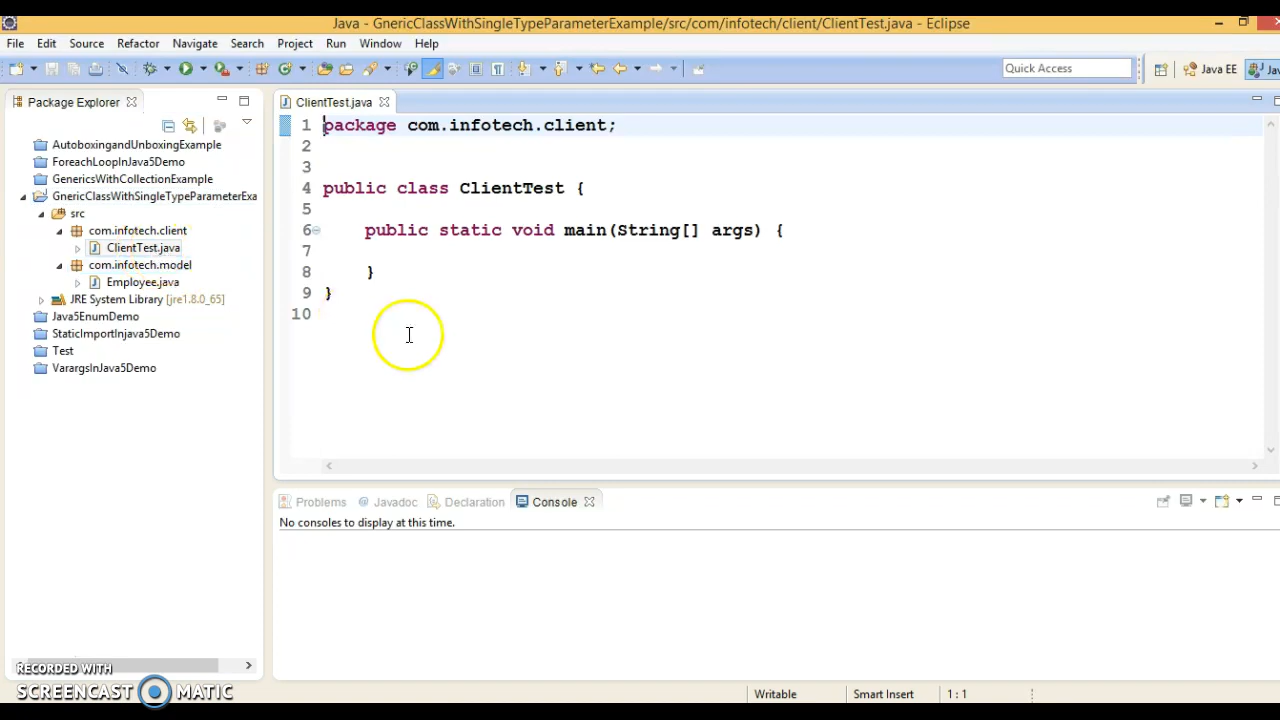 Java - GnericClassWithSingleTypeParameterExample/src/com/infotech/client/ClientTest.java - Eclipse
File Edit Source Refactor Navigate Search Project Run Window Help
Quick Access
Java EE
Package Explorer
ClientTest.java
AutoboxingandUnboxingExample
ForeachLoopInJava5Demo
GenericsWithCollectionExample
GnericClassWithSingleTypeParameterExa
src
com.infotech.client
ClientTest.java
com.infotech.model
Employee.java
JRE System Library [jre1.8.0_65]
Java5EnumDemo
StaticImportInjava5Demo
Test
VarargsInJava5Demo
1 package com.infotech.client;
2
3
4 public class ClientTest {
5
6 public static void main(String[] args) {
7
8 }
9 }
10
Problems @ Javadoc Declaration Console
No consoles to display at this time.
RECORDED WITH
SCREENCAST MATIC
Writable Smart Insert 1 : 1